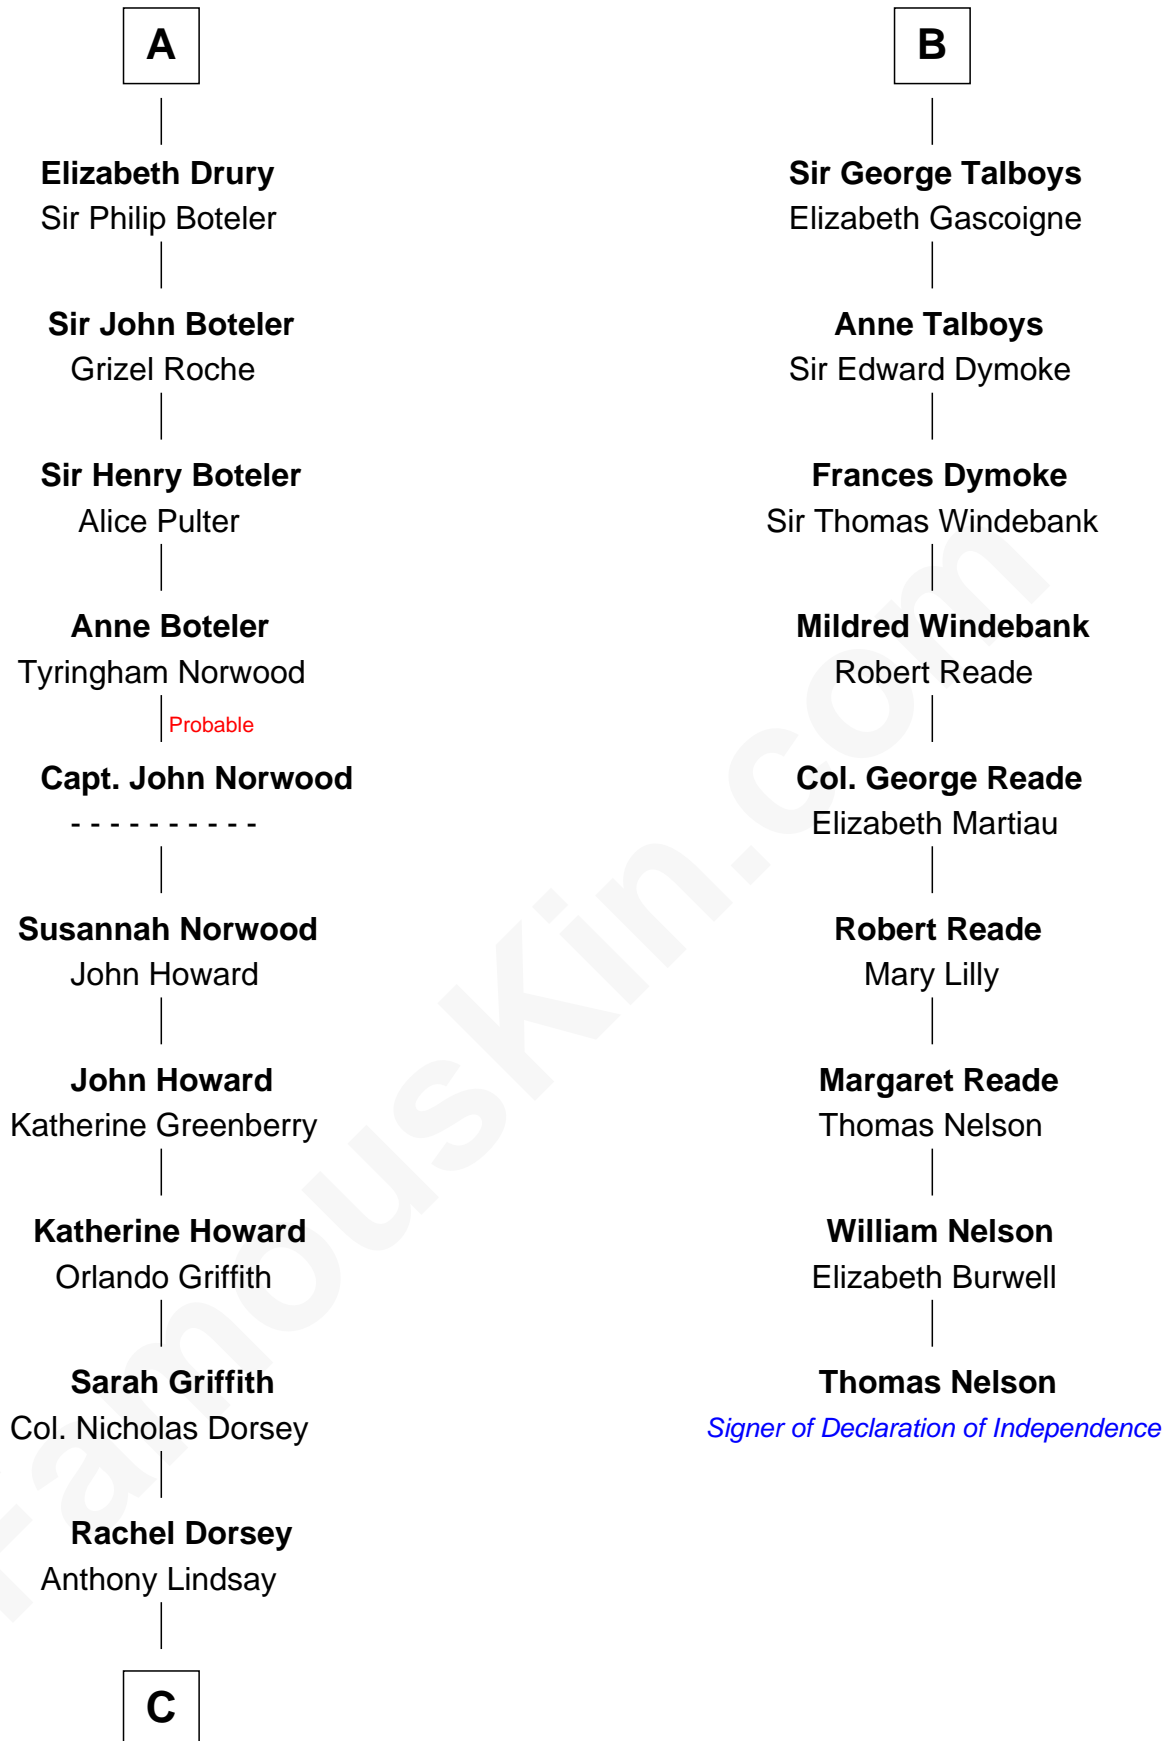 A
Elizabeth Drury
Sir Philip Boteler
Sir John Boteler
Grizel Roche
Sir Henry Boteler
Alice Pulter
Anne Boteler
Tyringham Norwood
Probable
Capt. John Norwood
- - - - - - - - - -
Susannah Norwood
John Howard
John Howard
Katherine Greenberry
Katherine Howard
Orlando Griffith
Sarah Griffith
Col. Nicholas Dorsey
Rachel Dorsey
Anthony Lindsay
C
B
Sir George Talboys
Elizabeth Gascoigne
Anne Talboys
Sir Edward Dymoke
Frances Dymoke
Sir Thomas Windebank
Mildred Windebank
Robert Reade
Col. George Reade
Elizabeth Martiau
Robert Reade
Mary Lilly
Margaret Reade
Thomas Nelson
William Nelson
Elizabeth Burwell
Thomas Nelson
Signer of Declaration of Independence
FamousKin.com